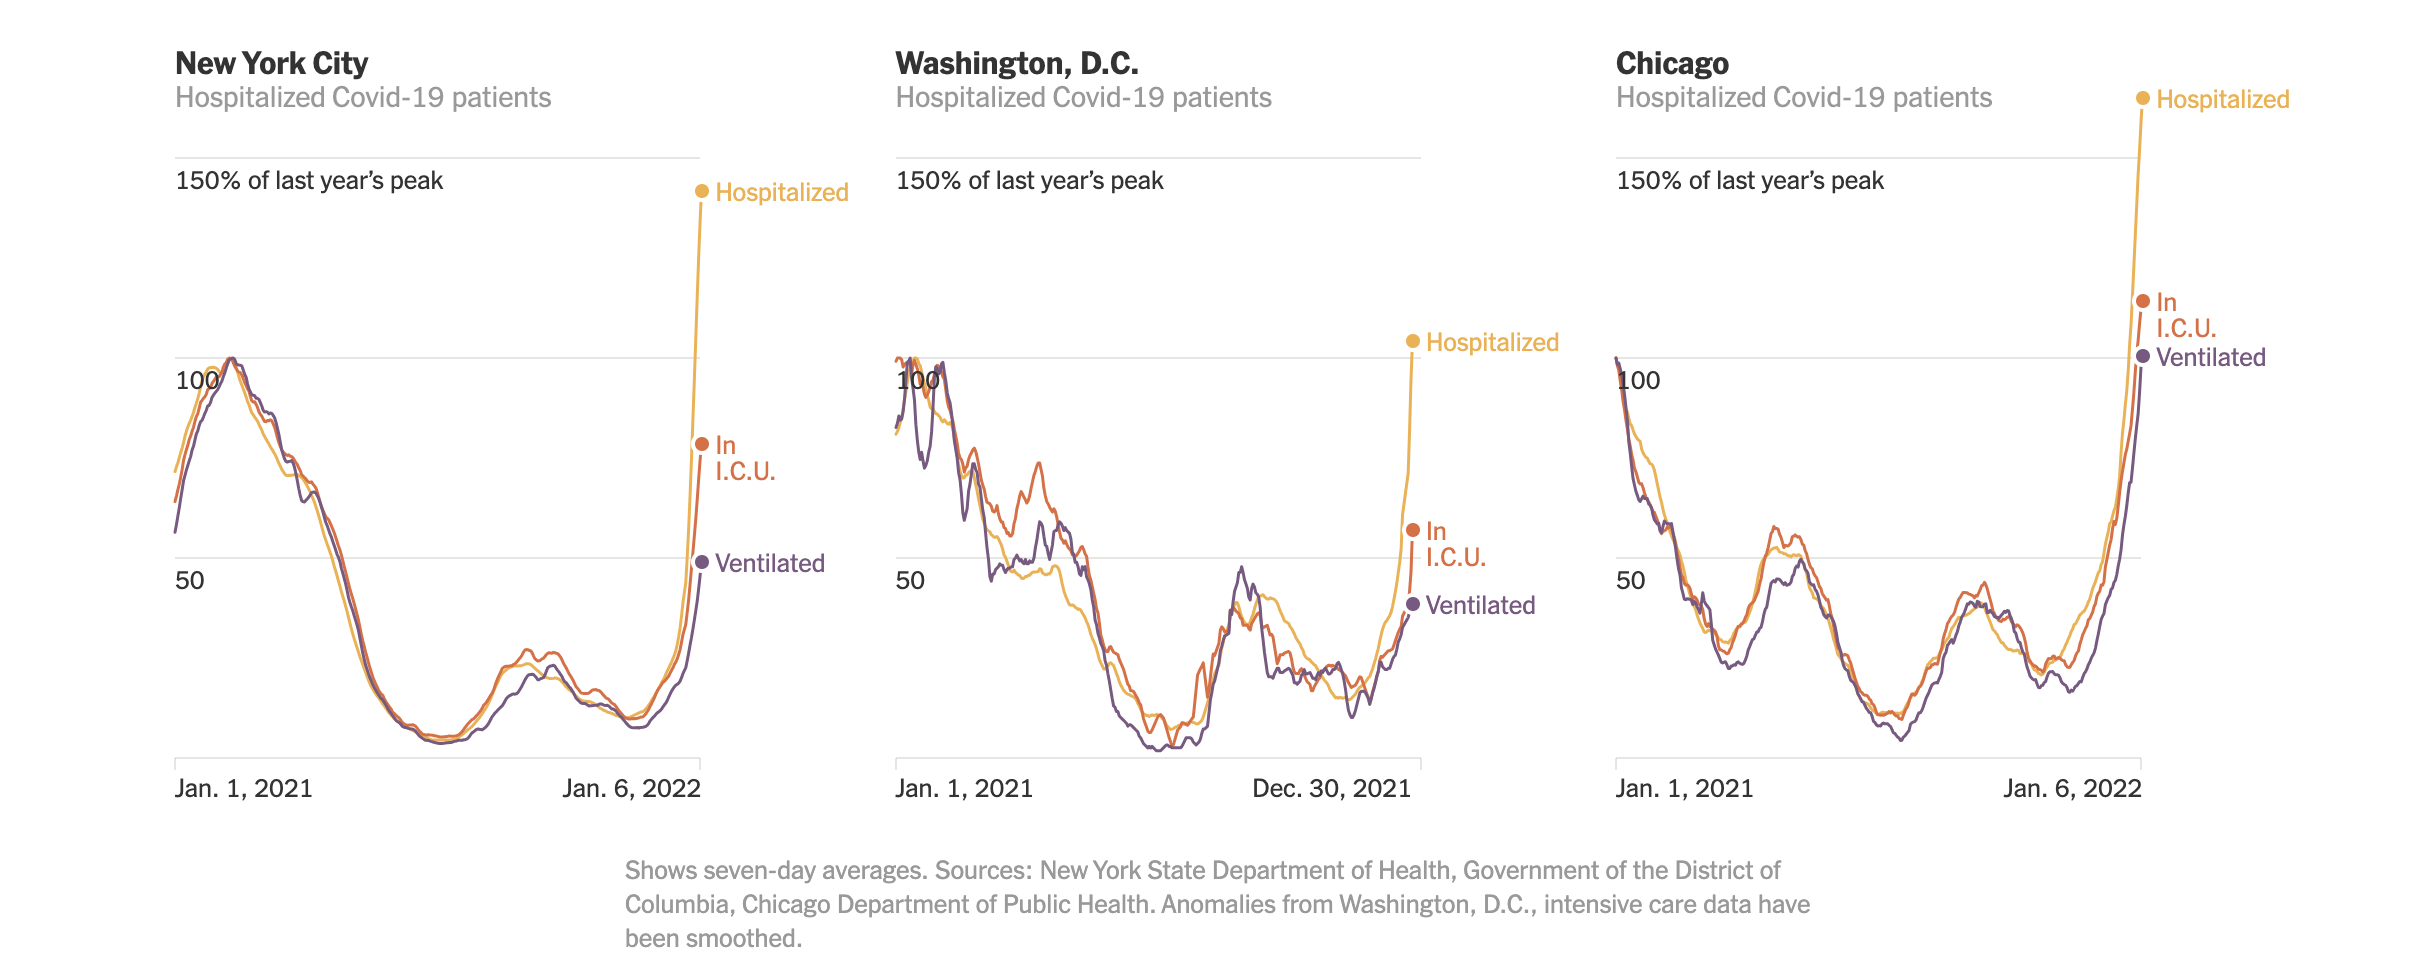 New York City
Hospitalized Covid-19 patients
150% of last year’s peak
Hospitalized
100
In
I.C.U.
50
Ventilated
Jan. 1, 2021
Jan. 6, 2022
Washington, D.C.
Hospitalized Covid-19 patients
150% of last year’s peak
Hospitalized
100
In
I.C.U.
50
Ventilated
Jan. 1, 2021
Dec. 30, 2021
Chicago
Hospitalized Covid-19 patients
Hospitalized
150% of last year’s peak
In
I.C.U.
Ventilated
100
50
Jan. 1, 2021
Jan. 6, 2022
Shows seven-day averages. Sources: New York State Department of Health, Government of the District of
Columbia, Chicago Department of Public Health. Anomalies from Washington, D.C., intensive care data have
been smoothed.